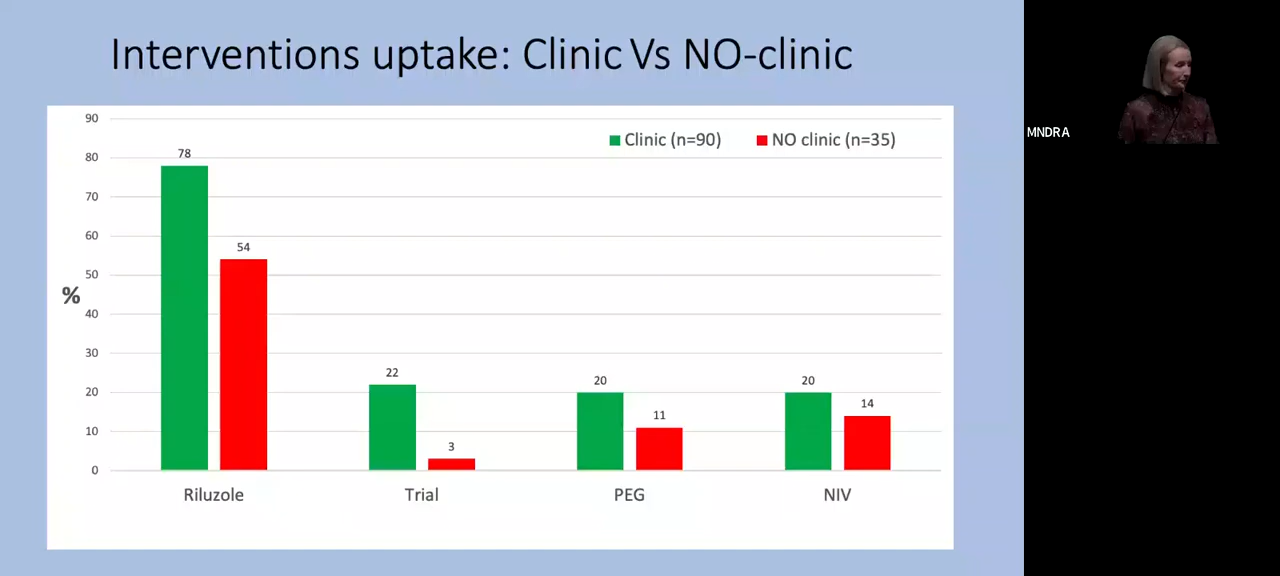 Interventions uptake: Clinic Vs NO-clinic
MNDRA
90
80
70
60
50
40
30
20
10
0
%
Clinic (n=90)
NO clinic (n=35)
78
54
22
3
20
11
20
14
Riluzole
Trial
PEG
NIV